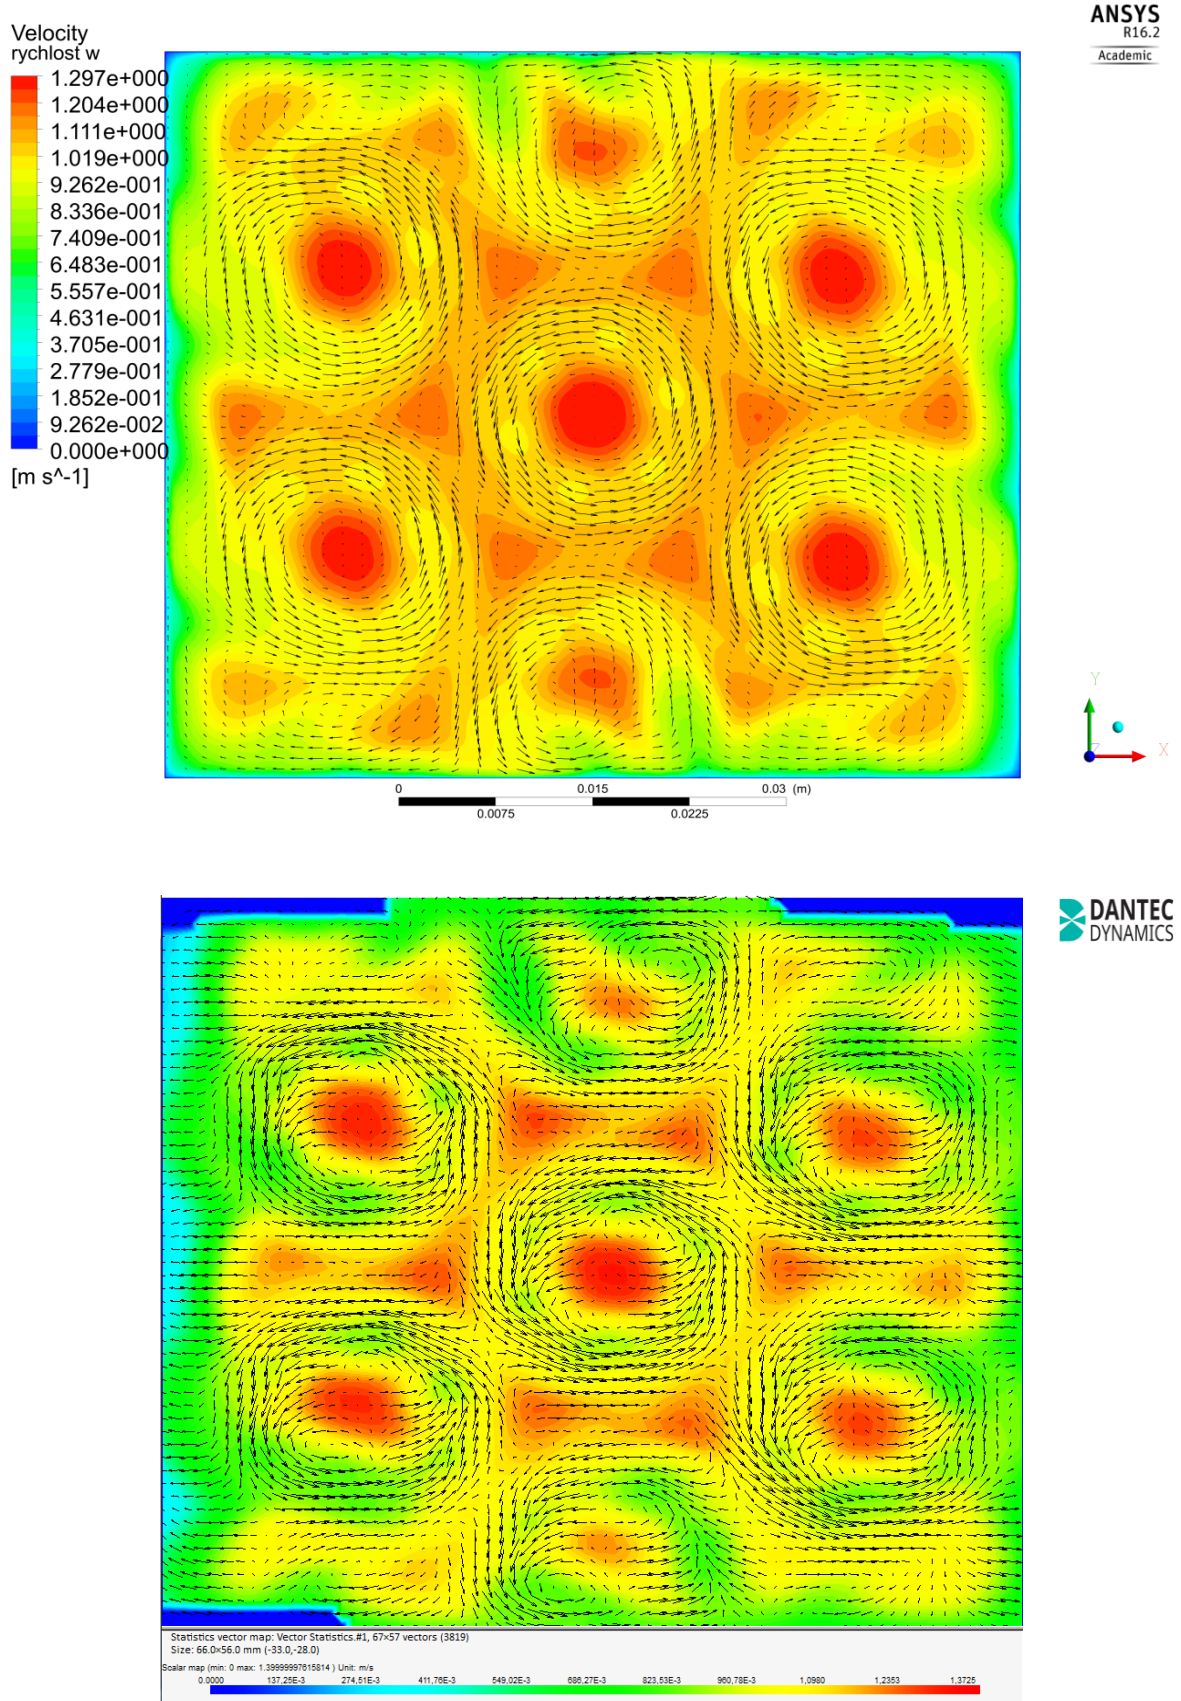 ANSYS
R16.2
Academic
Velocity
rychlost w
1.297e+000
1.204e+000
1.111e+000
1.019e+000
9.262e-001
8.336e-001
7.409e-001
6.483e-001
5.557e-001
4.631e-001
3.705e-001
2.779e-001
1.852e-001
9.262e-002
0.000e+000
[m s^-1]
Y
Z
X
0 0.015 0.03 (m)
0.0075 0.0225
DANTEC
DYNAMICS
Statistics vector map: Vector Statistics.#1, 67×57 vectors (3819)
Size: 66.0×56.0 mm (-33.0,-28.0)
Scalar map (min: 0 max: 1.39999997615814 ) Unit: m/s
0.0000 137,25E-3 274,51E-3 411,76E-3 549,02E-3 686,27E-3 823,53E-3 960,78E-3 1,0980 1,2353 1,3725